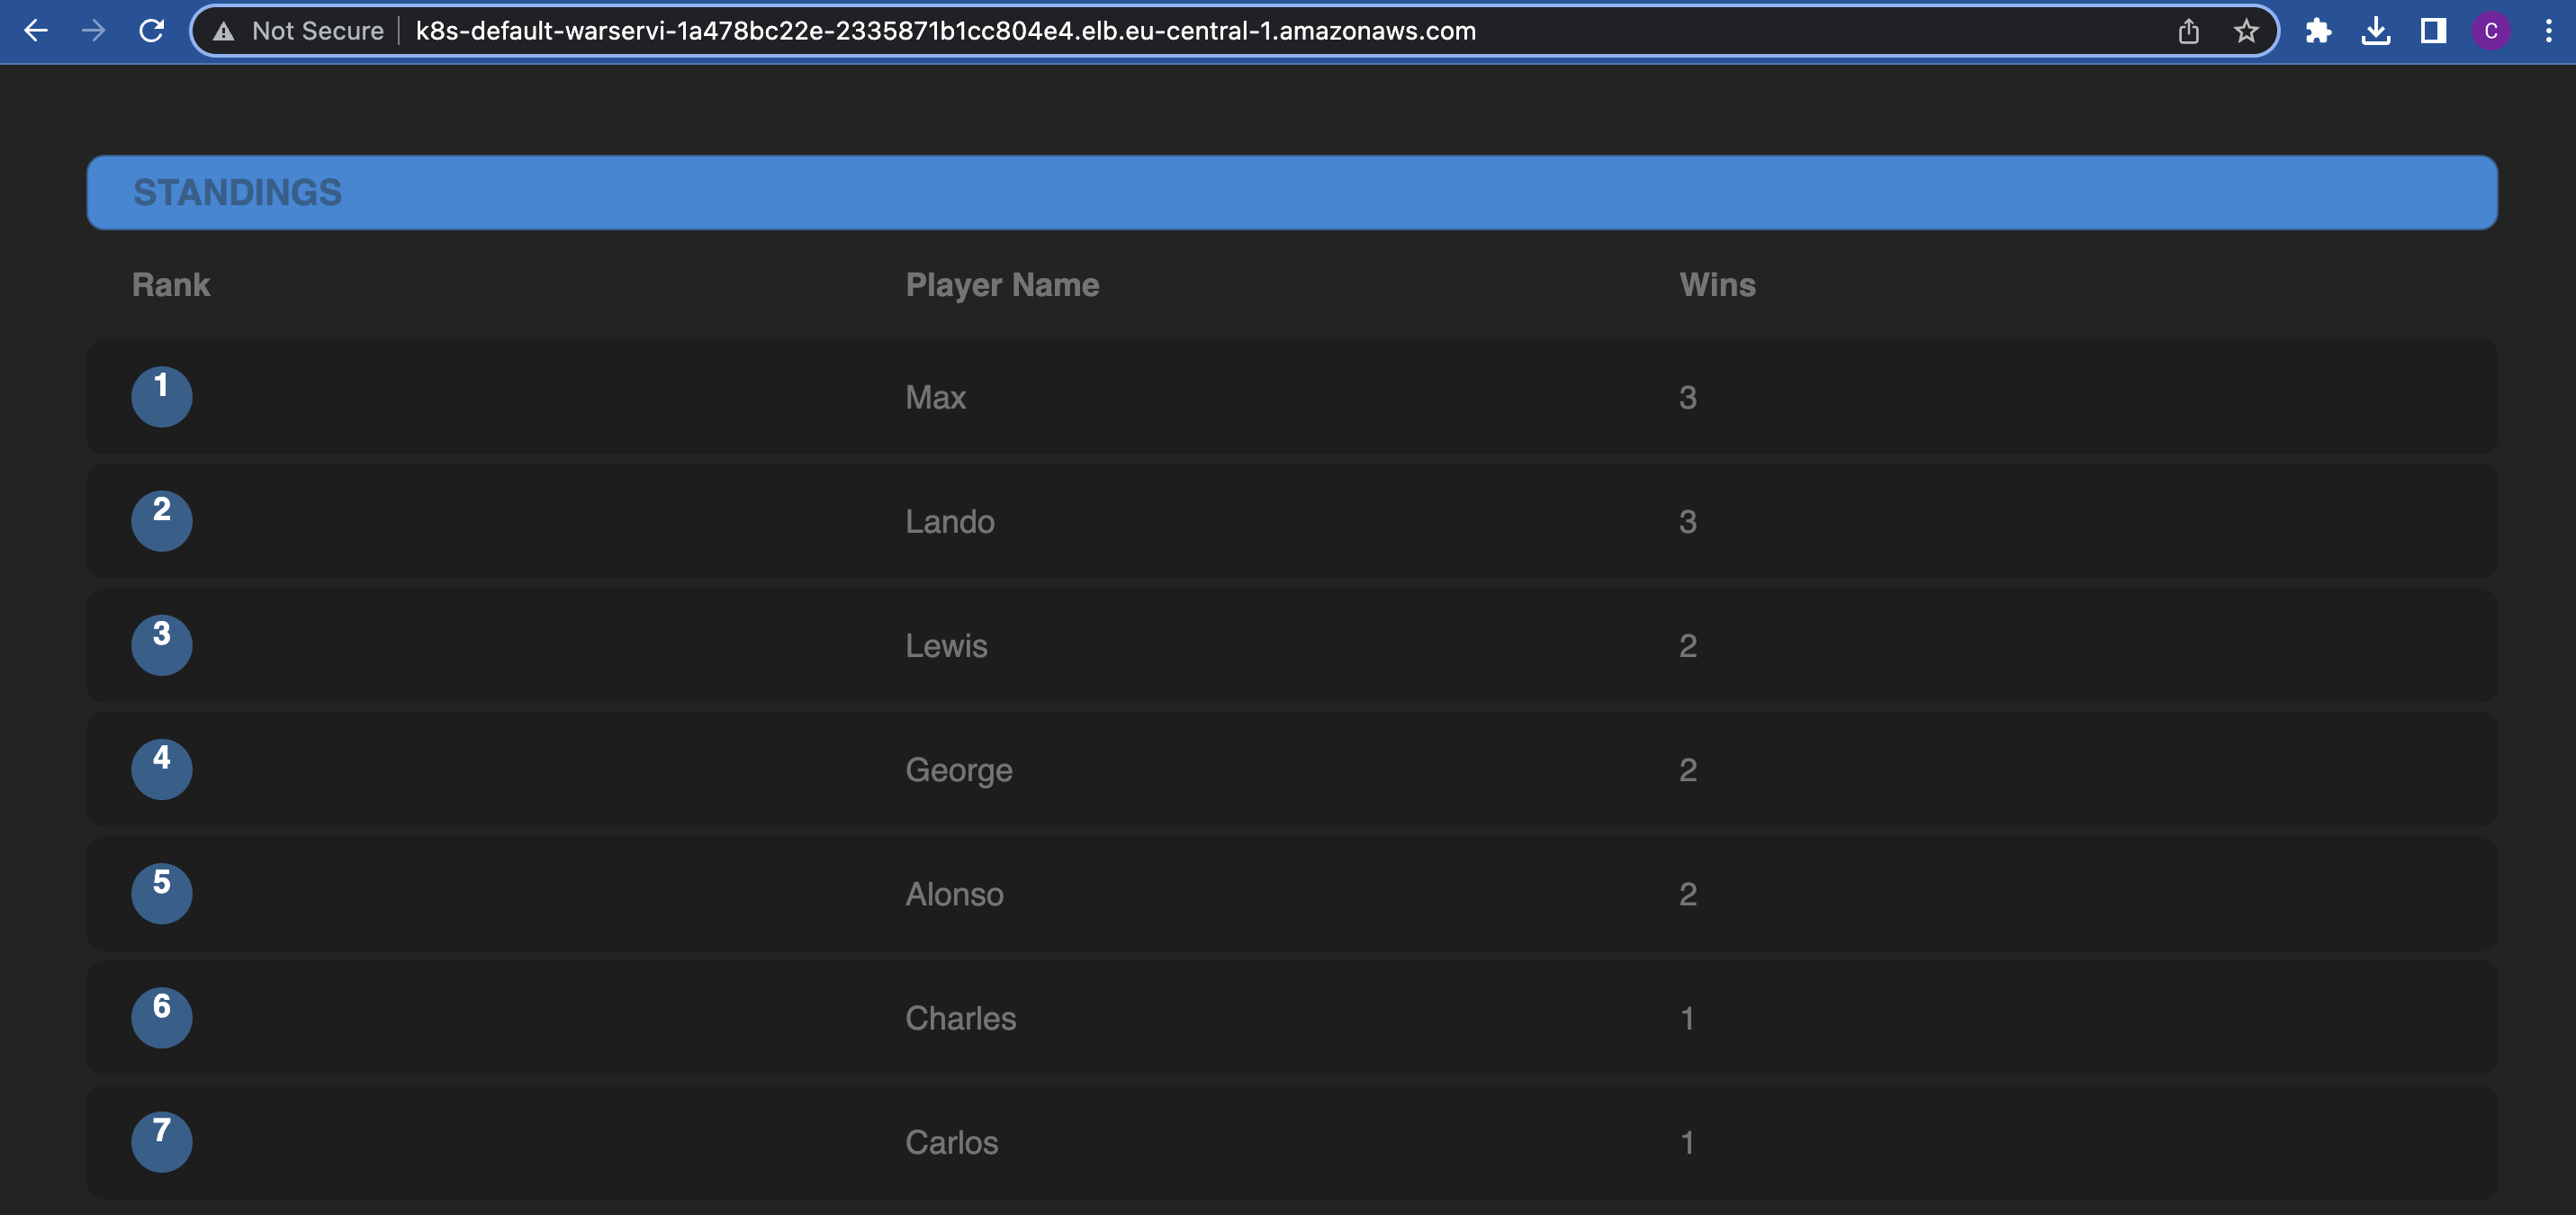 Not Secure k8s-default-warservi-1a478bc22e-2335871b1cc804e4.elb.eu-central-1.amazonaws.com C
STANDINGS
Rank Player Name Wins
1 Max 3
2 Lando 3
3 Lewis 2
4 George 2
5 Alonso 2
6 Charles 1
7 Carlos 1